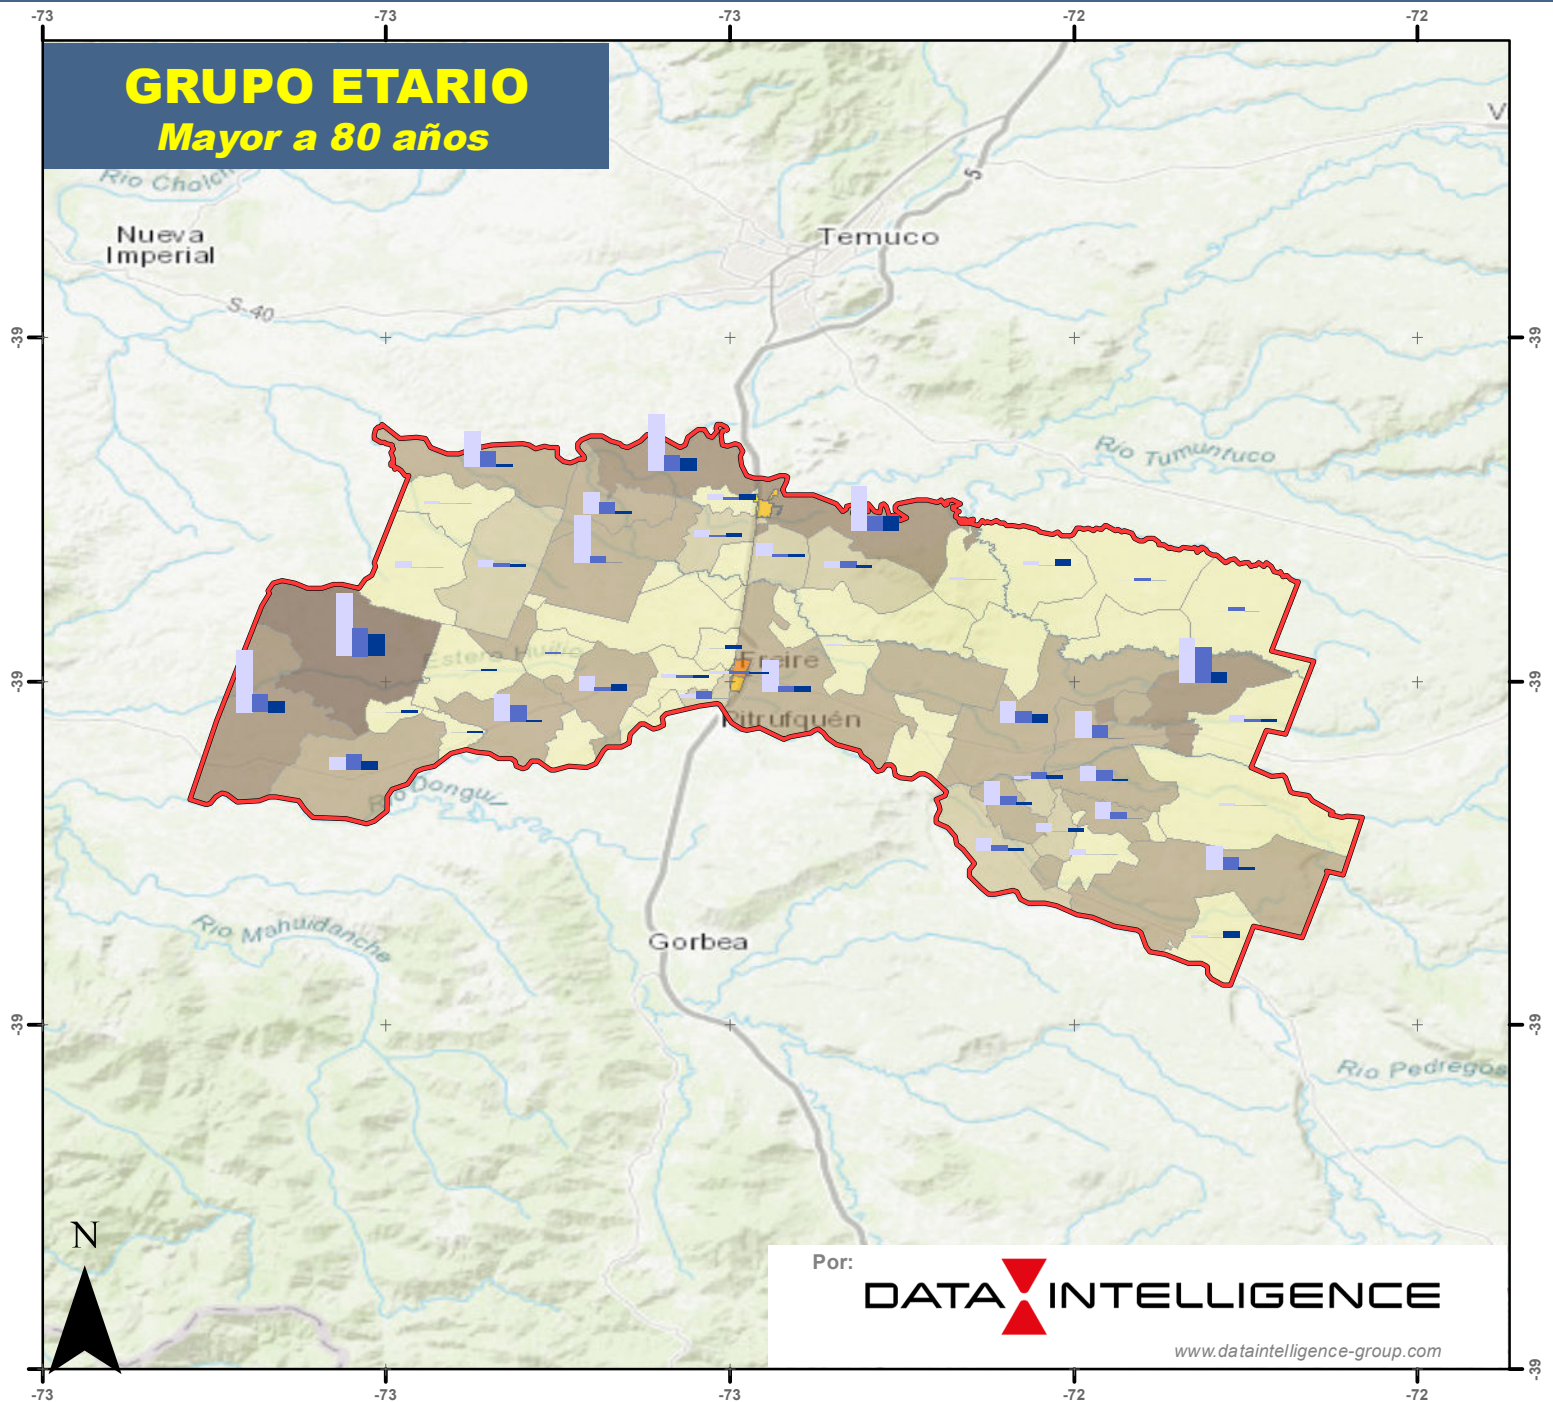 -73
-73
-73
-72
-72
GRUPO ETARIO
Mayor a 80 años
V
5
Nueva
Imperial
Temuco
S-40
-39
-39
Río Tumuntuco
Estero Huilío
Freire
-39
-39
Pitrufquén
Río Donguil
Río Mahuidanche
Gorbea
-39
-39
Río Pedregos
N
Por:
DATA INTELLIGENCE
www.dataintelligence-group.com
-39
-73
-73
-73
-72
-72